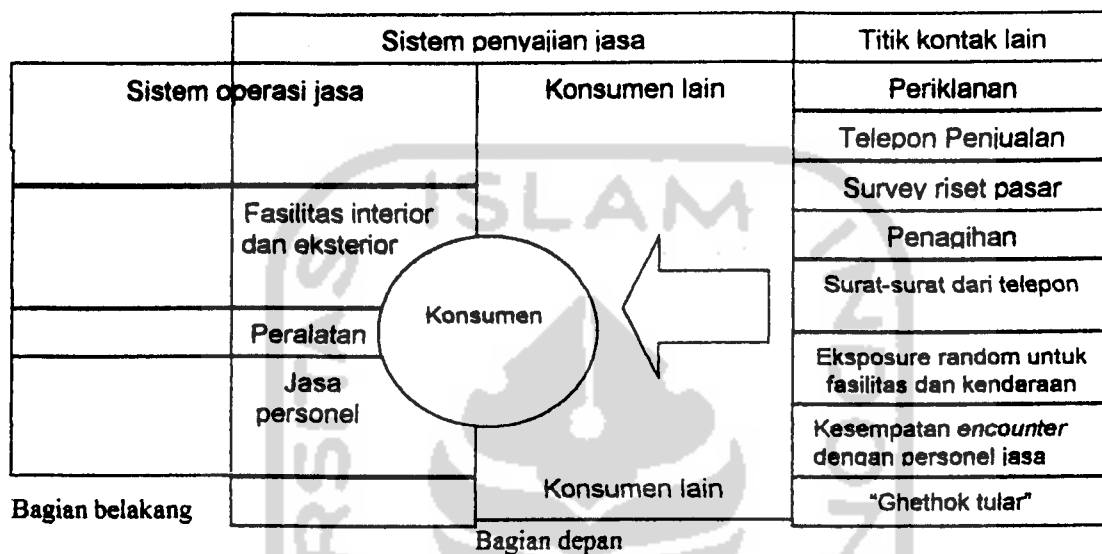 Sistem penyajian jasa
Titik kontak lain
Sistem operasi jasa
Konsumen lain
Periklanan
Telepon Penjualan
Survey riset pasar
Fasilitas interior
dan eksterior
Penagihan
Surat-surat dari telepon
Konsumen
Peralatan
Eksposure random untuk
fasilitas dan kendaraan
Jasa
personel
Kesempatan encounter
dengan personel jasa
Konsumen lain
"Ghethok tular"
Bagian belakang
Bagian depan
ISLAM